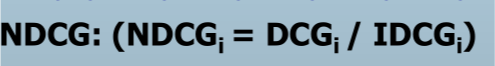 NDCG: (NDCGᵢ = DCGᵢ / IDCGᵢ)